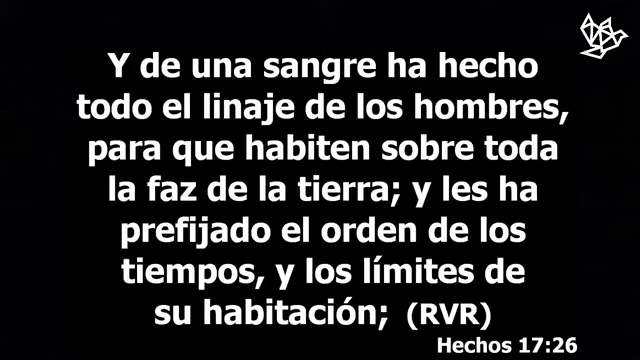 Y de una sangre ha hecho
todo el linaje de los hombres,
para que habiten sobre toda
la faz de la tierra; y les ha
prefijado el orden de los
tiempos, y los límites de
su habitación; (RVR)
Hechos 17:26